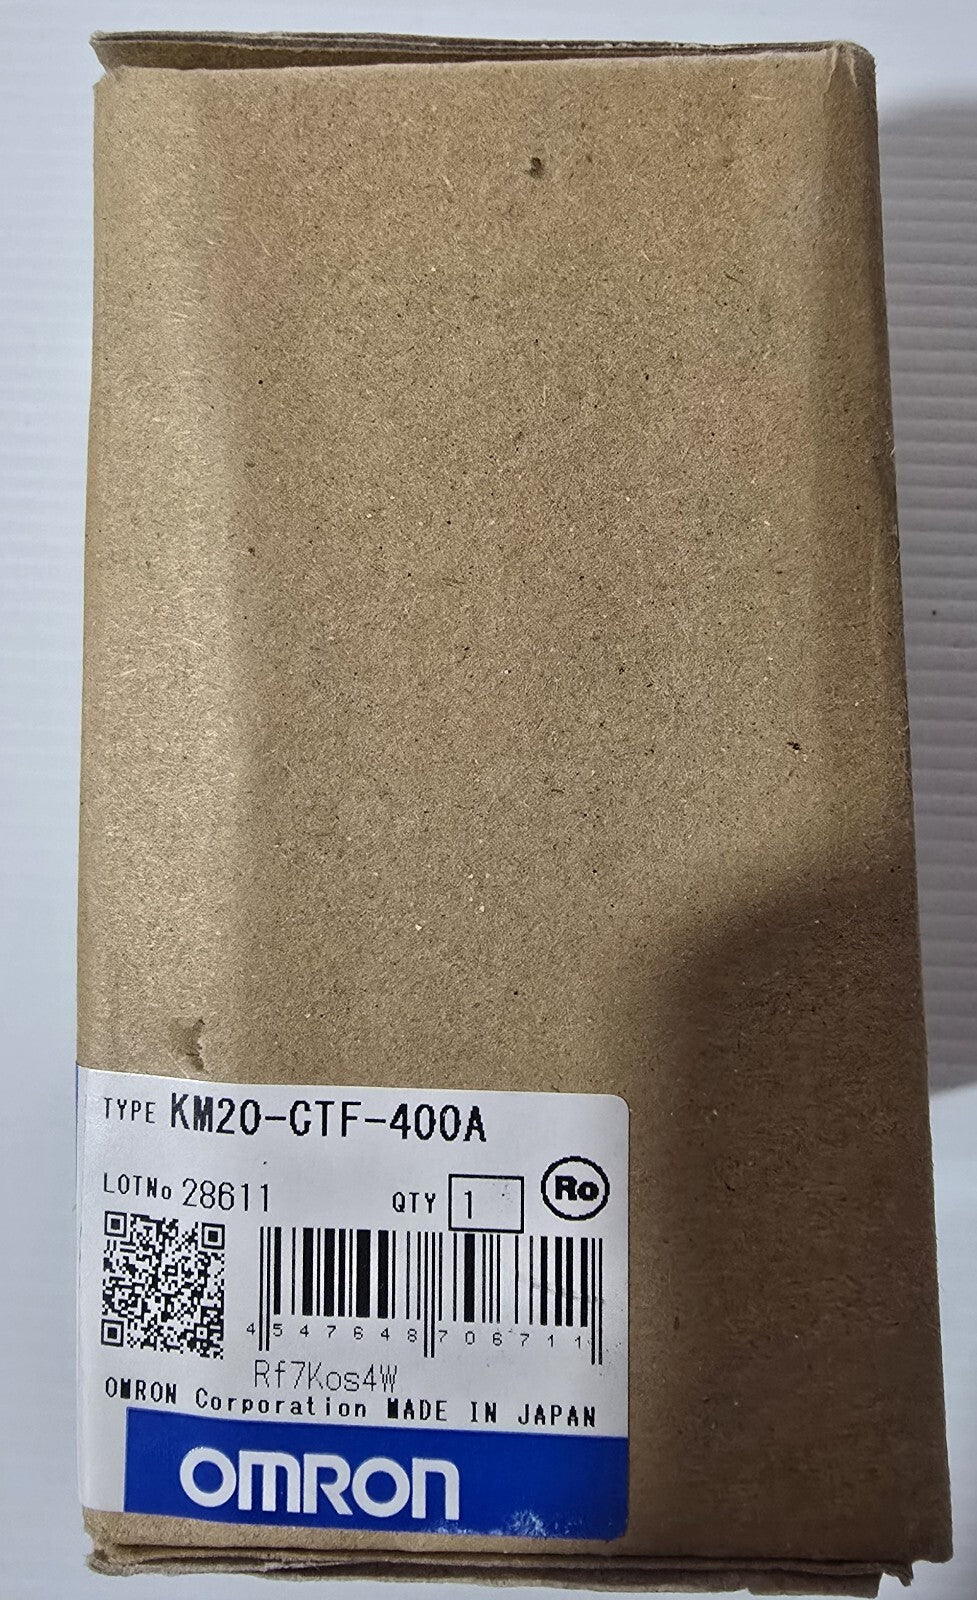 TYPE KM20-CTF-400A
LOTNo 28611 QTY 1 Ro
4 547648 706711
Rf7Kos4W
OMRON Corporation MADE IN JAPAN
OMRON